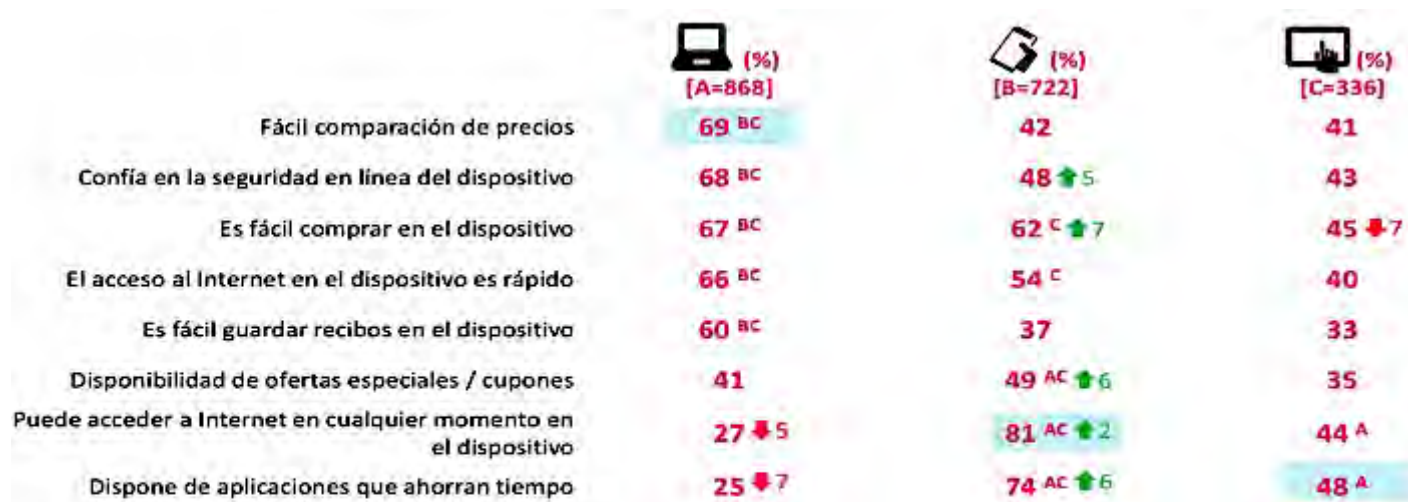 (%) (%) (%)
[A=868] [B=722] [C=336]
Fácil comparación de precios 69 BC 42 41
Confía en la seguridad en línea del dispositivo 68 BC 48 5 43
Es fácil comprar en el dispositivo 67 BC 62 C 7 45 7
El acceso al Internet en el dispositivo es rápido 66 BC 54 C 40
Es fácil guardar recibos en el dispositivo 60 BC 37 33
Disponibilidad de ofertas especiales / cupones 41 49 AC 6 35
Puede acceder a Internet en cualquier momento en
el dispositivo 27 5 81 AC 2 44 A
Dispone de aplicaciones que ahorran tiempo 25 7 74 AC 6 48 A